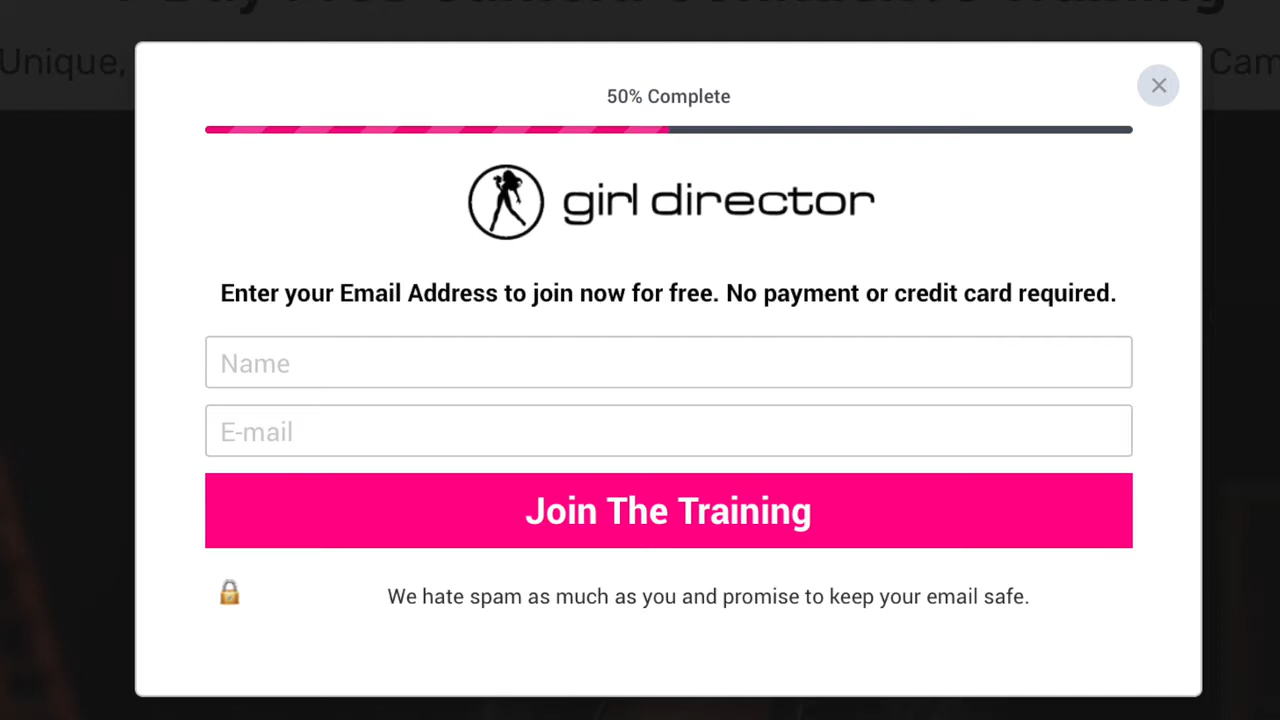 Unique,
Cam
50% Complete
girl director
Enter your Email Address to join now for free. No payment or credit card required.
Name
E-mail
Join The Training
We hate spam as much as you and promise to keep your email safe.